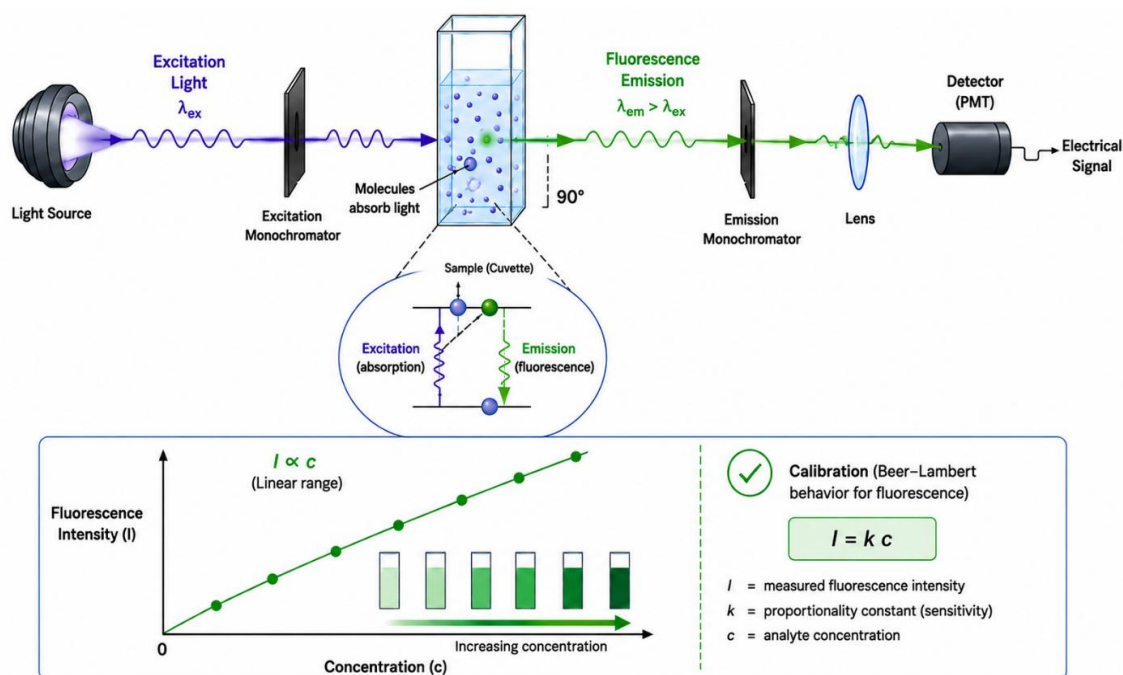 Excitation
Light
λex
Fluorescence
Emission
λem > λex
Detector
(PMT)
Electrical
Signal
Light Source
Excitation
Monochromator
Molecules
absorb light
90°
Emission
Monochromator
Lens
Sample (Cuvette)
Excitation
(absorption)
Emission
(fluorescence)
I ∝ c
(Linear range)
Fluorescence
Intensity (I)
0
Increasing concentration
Concentration (c)
Calibration (Beer–Lambert
behavior for fluorescence)
I = k c
I = measured fluorescence intensity
k = proportionality constant (sensitivity)
c = analyte concentration